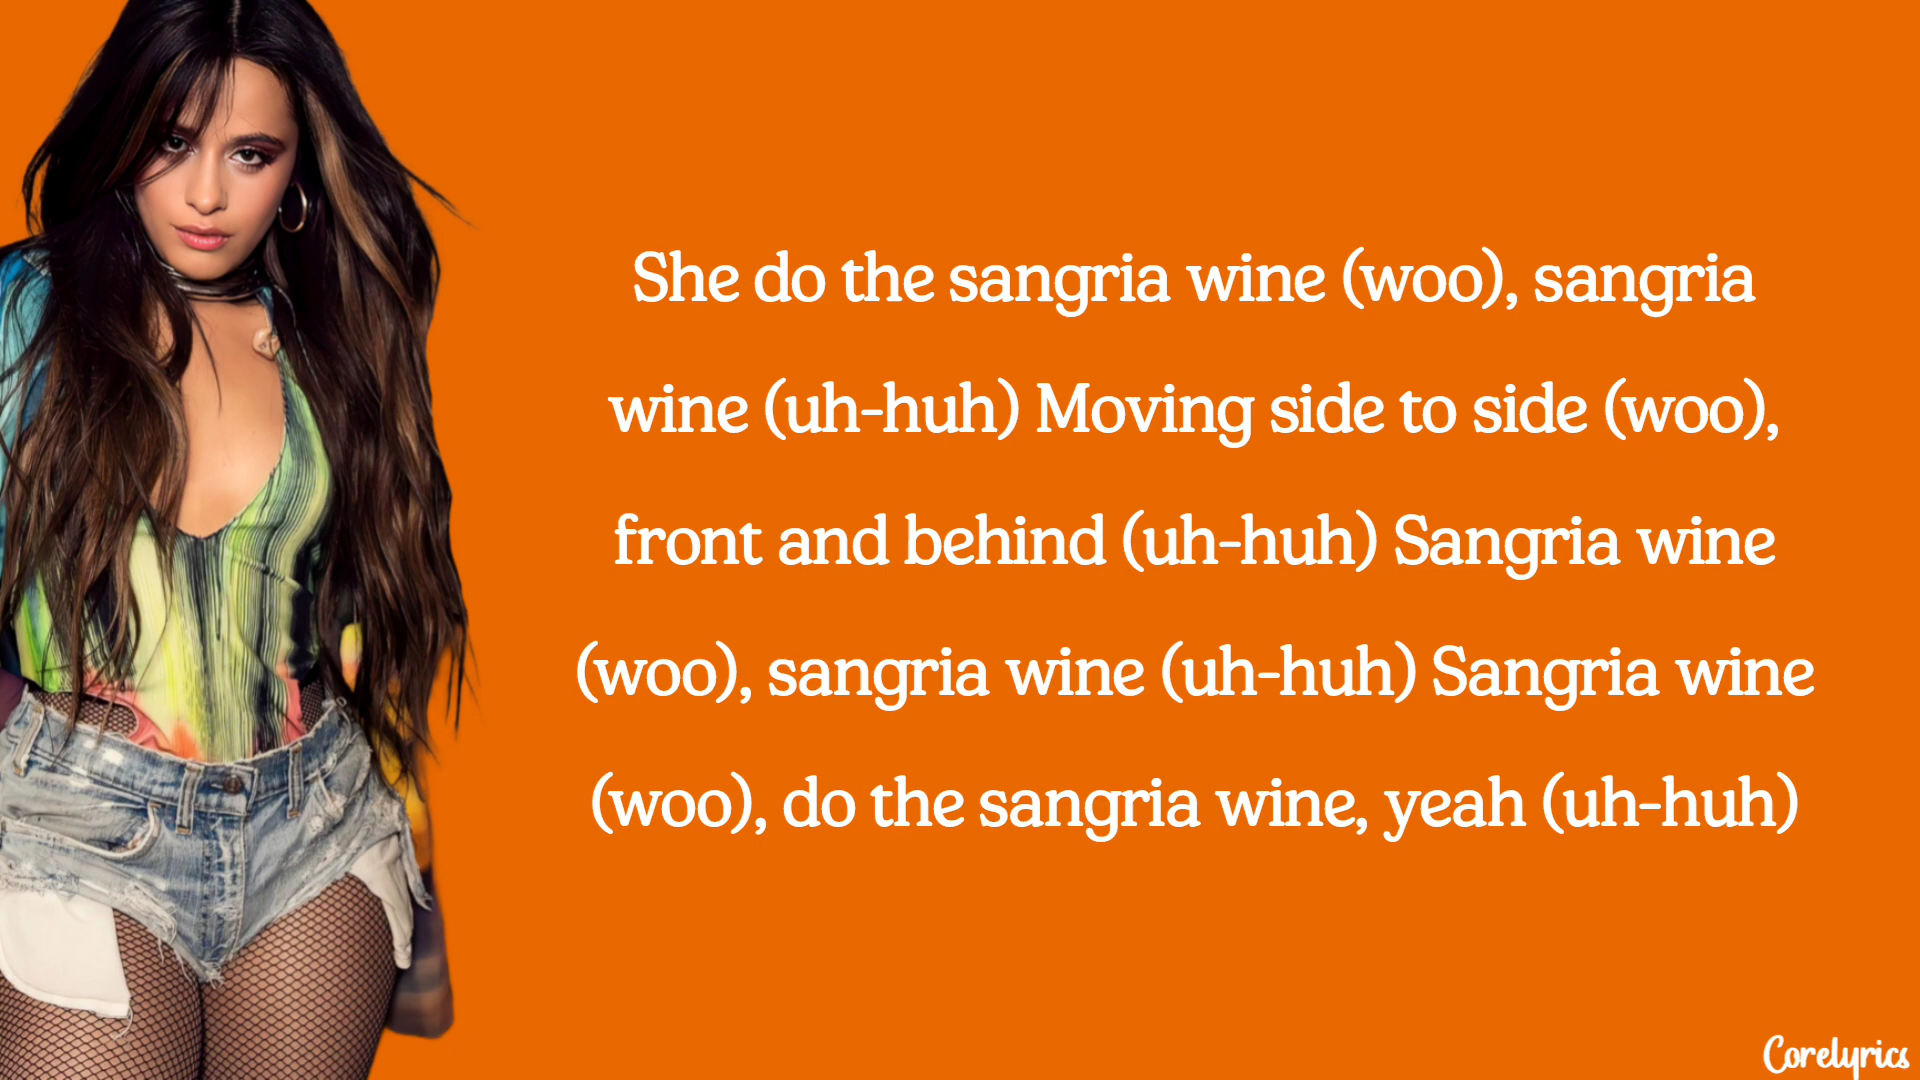 She do the sangria wine (woo), sangria
wine (uh-huh) Moving side to side (woo),
front and behind (uh-huh) Sangria wine
(woo), sangria wine (uh-huh) Sangria wine
(woo), do the sangria wine, yeah (uh-huh)
Corelyrics